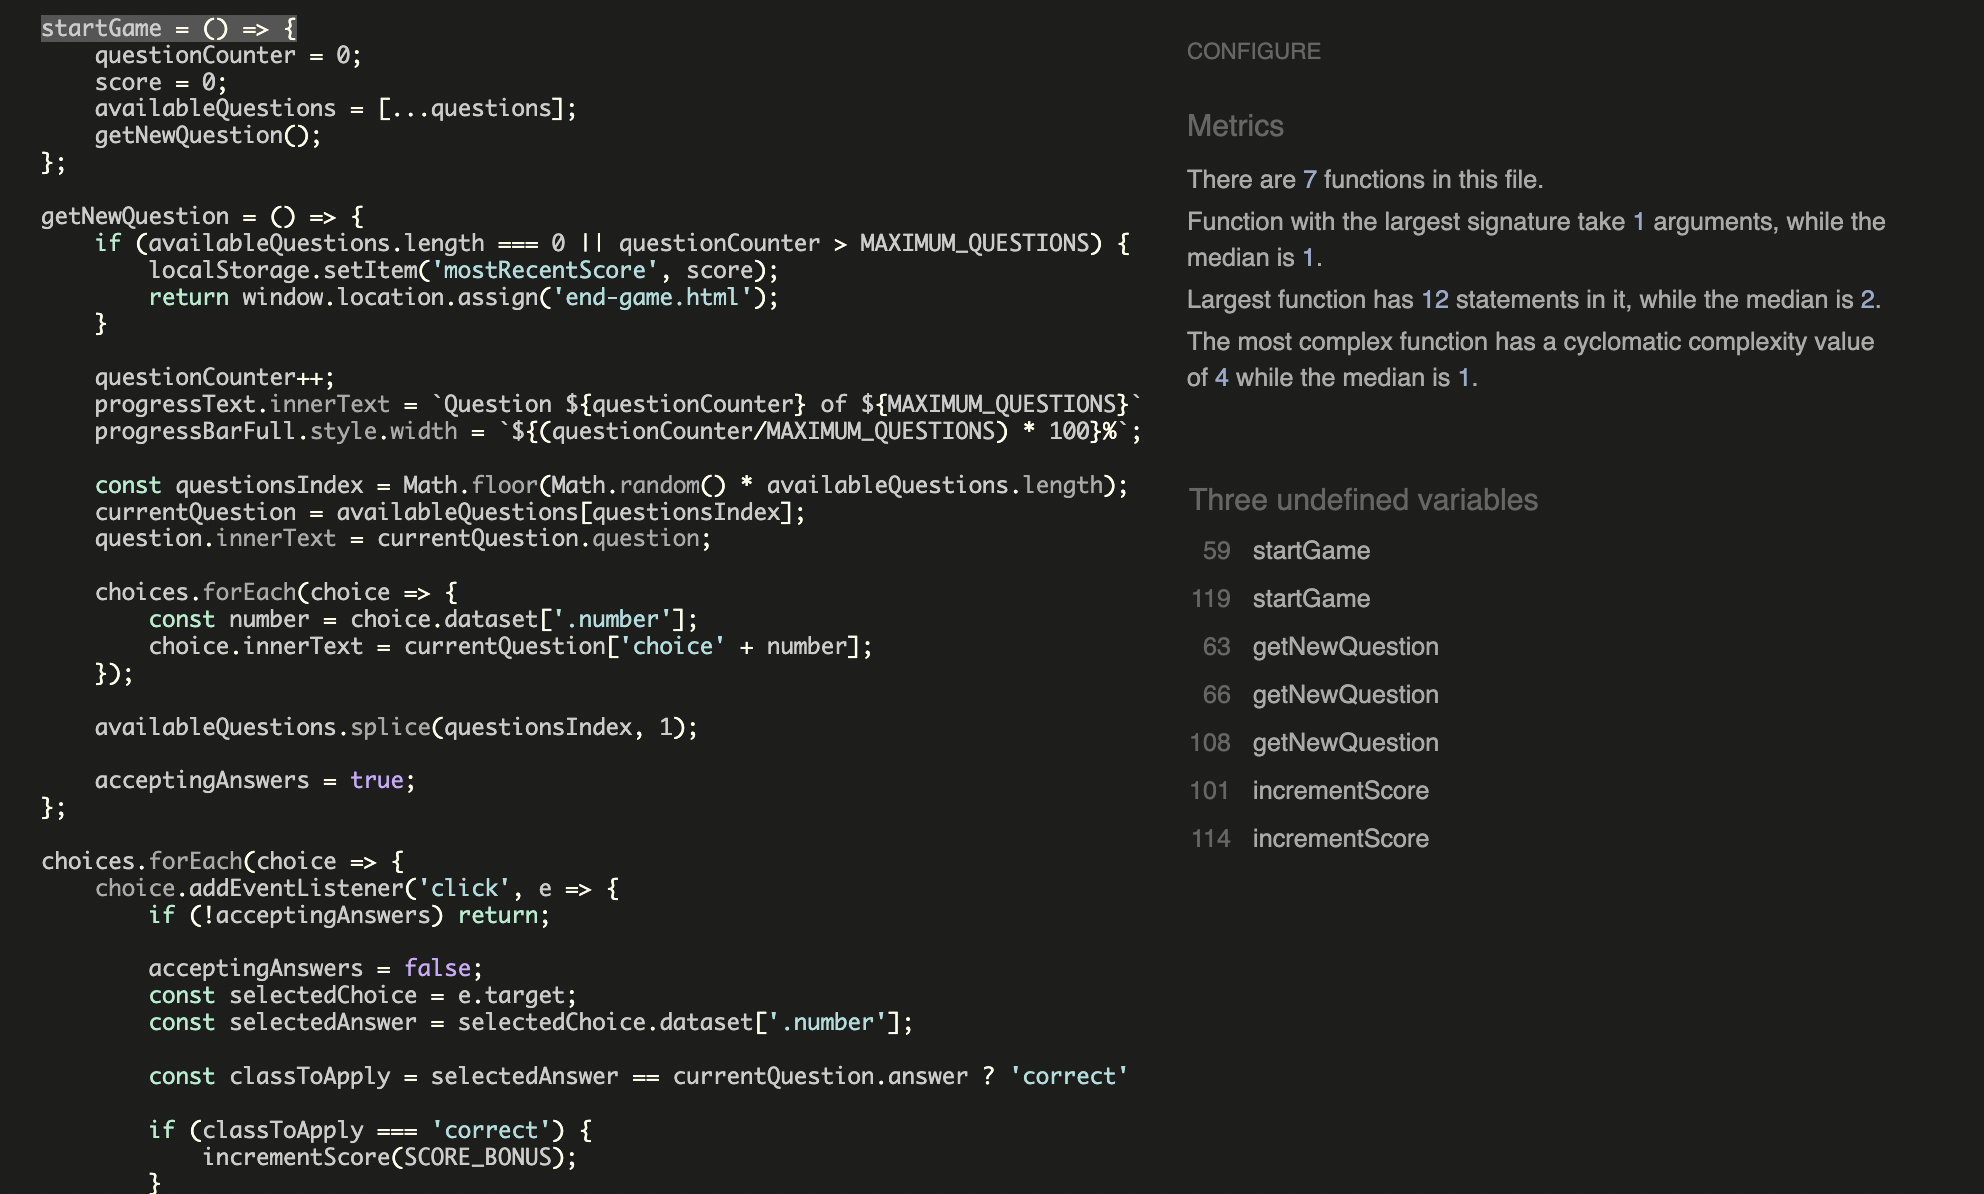 startGame = () => {
    questionCounter = 0;
    score = 0;
    availableQuestions = [...questions];
    getNewQuestion();
};

getNewQuestion = () => {
    if (availableQuestions.length === 0 || questionCounter > MAXIMUM_QUESTIONS) {
        localStorage.setItem('mostRecentScore', score);
        return window.location.assign('end-game.html');
    }

    questionCounter++;
    progressText.innerText = `Question ${questionCounter} of ${MAXIMUM_QUESTIONS}`
    progressBarFull.style.width = `${(questionCounter/MAXIMUM_QUESTIONS) * 100}%`;

    const questionsIndex = Math.floor(Math.random() * availableQuestions.length);
    currentQuestion = availableQuestions[questionsIndex];
    question.innerText = currentQuestion.question;

    choices.forEach(choice => {
        const number = choice.dataset['.number'];
        choice.innerText = currentQuestion['choice' + number];
    });

    availableQuestions.splice(questionsIndex, 1);

    acceptingAnswers = true;
};

choices.forEach(choice => {
    choice.addEventListener('click', e => {
        if (!acceptingAnswers) return;

        acceptingAnswers = false;
        const selectedChoice = e.target;
        const selectedAnswer = selectedChoice.dataset['.number'];

        const classToApply = selectedAnswer == currentQuestion.answer ? 'correct'

        if (classToApply === 'correct') {
            incrementScore(SCORE_BONUS);
        }
CONFIGURE
Metrics
There are 7 functions in this file.
Function with the largest signature take 1 arguments, while the
median is 1.
Largest function has 12 statements in it, while the median is 2.
The most complex function has a cyclomatic complexity value
of 4 while the median is 1.
Three undefined variables
59 startGame
119 startGame
63 getNewQuestion
66 getNewQuestion
108 getNewQuestion
101 incrementScore
114 incrementScore